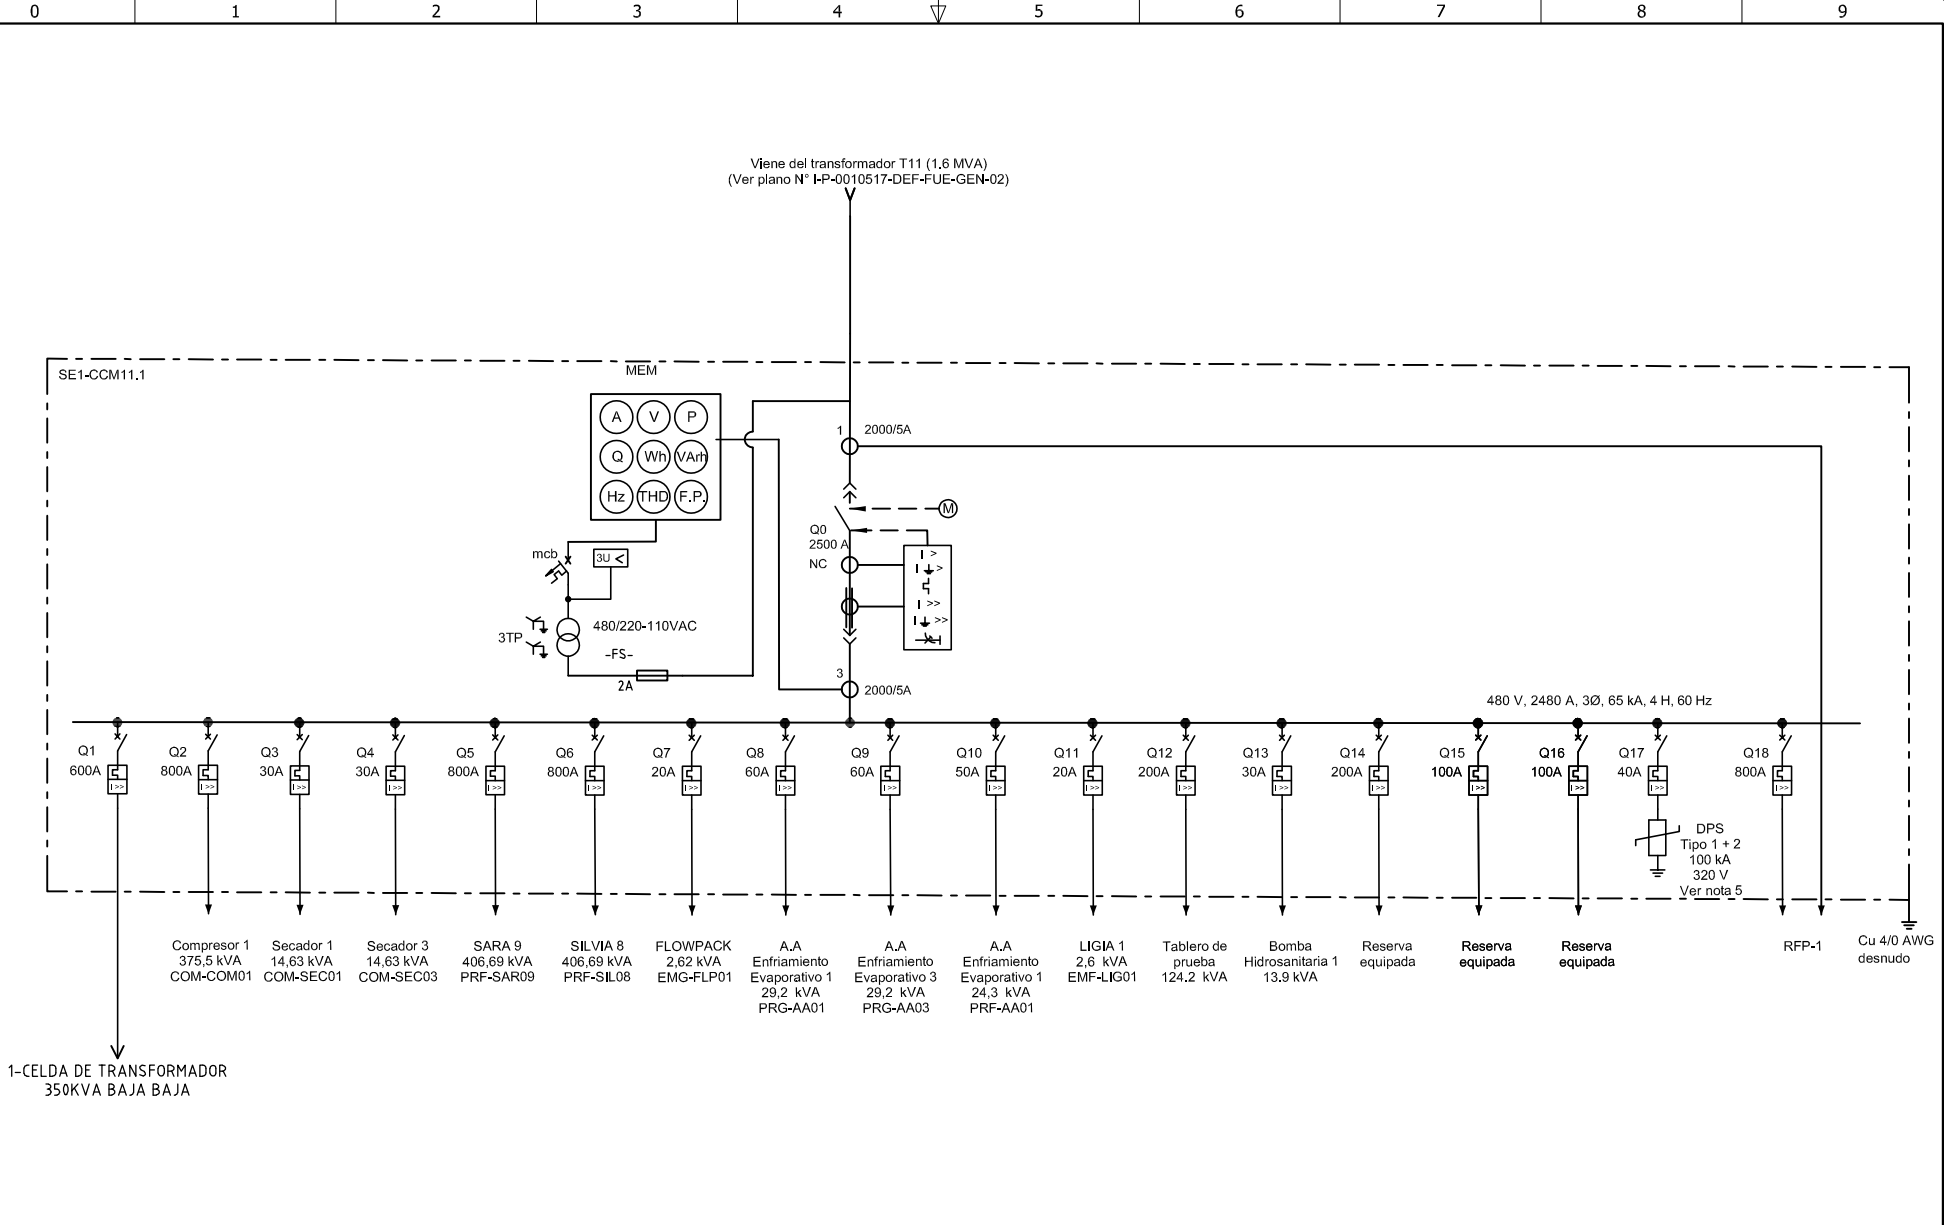 0 1 2 3 4 5 6 7 8 9
Viene del transformador T11 (1.6 MVA)
(Ver plano N° I-P-0010517-DEF-FUE-GEN-02)
SE1-CCM11.1
MEM
A V P
Q Wh VArh
Hz THD F.P.
1
2000/5A
M
Q0
2500 A
NC
I >
I >
I >>
I >>
mcb
3U <
3TP
480/220-110VAC
-FS-
2A
3
2000/5A
480 V, 2480 A, 3Ø, 65 kA, 4 H, 60 Hz
Q1
600A
I >>
Q2
800A
I >>
Q3
30A
I >>
Q4
30A
I >>
Q5
800A
I >>
Q6
800A
I >>
Q7
20A
I >>
Q8
60A
I >>
Q9
60A
I >>
Q10
50A
I >>
Q11
20A
I >>
Q12
200A
I >>
Q13
30A
I >>
Q14
200A
I >>
Q15
100A
I >>
Q16
100A
I >>
Q17
40A
I >>
Q18
800A
I >>
DPS
Tipo 1 + 2
100 kA
320 V
Ver nota 5
Compresor 1
375,5 kVA
COM-COM01
Secador 1
14,63 kVA
COM-SEC01
Secador 3
14,63 kVA
COM-SEC03
SARA 9
406,69 kVA
PRF-SAR09
SILVIA 8
406,69 kVA
PRF-SIL08
FLOWPACK
2,62 kVA
EMG-FLP01
A.A
Enfriamiento
Evaporativo 1
29,2 kVA
PRG-AA01
A.A
Enfriamiento
Evaporativo 3
29,2 kVA
PRG-AA03
A.A
Enfriamiento
Evaporativo 1
24,3 kVA
PRF-AA01
LIGIA 1
2,6 kVA
EMF-LIG01
Tablero de
prueba
124.2 kVA
Bomba
Hidrosanitaria 1
13.9 kVA
Reserva
equipada
Reserva
equipada
Reserva
equipada
RFP-1
Cu 4/0 AWG
desnudo
1-CELDA DE TRANSFORMADOR
350KVA BAJA BAJA